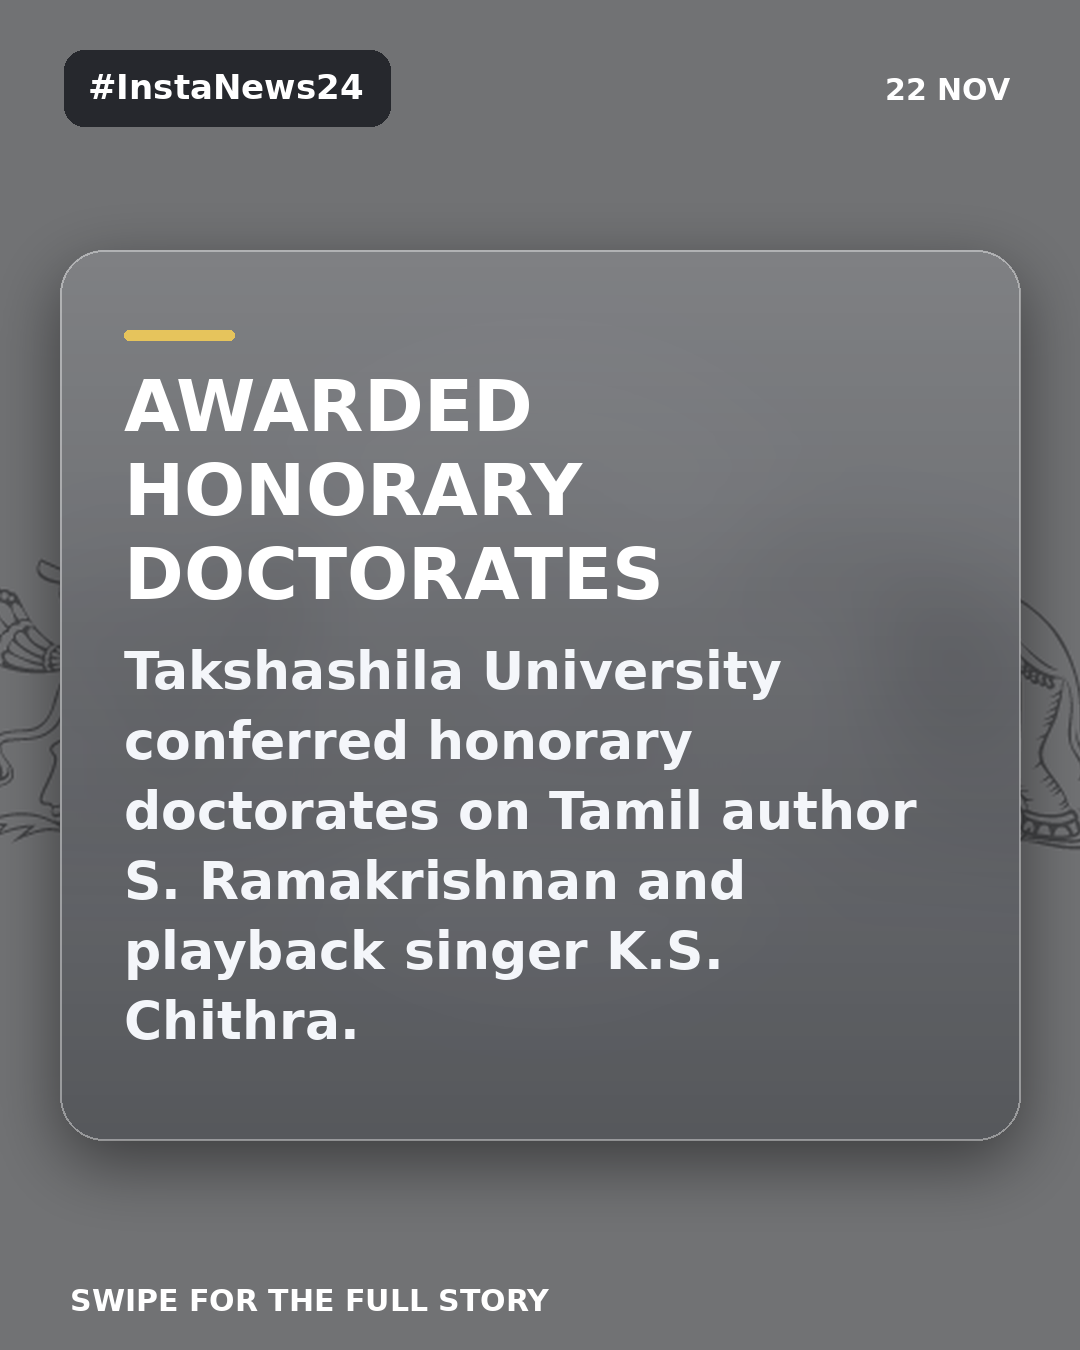 #InstaNews24
22 NOV
AWARDED
HONORARY
DOCTORATES
Takshashila University
conferred honorary
doctorates on Tamil author
S. Ramakrishnan and
playback singer K.S.
Chithra.
SWIPE FOR THE FULL STORY